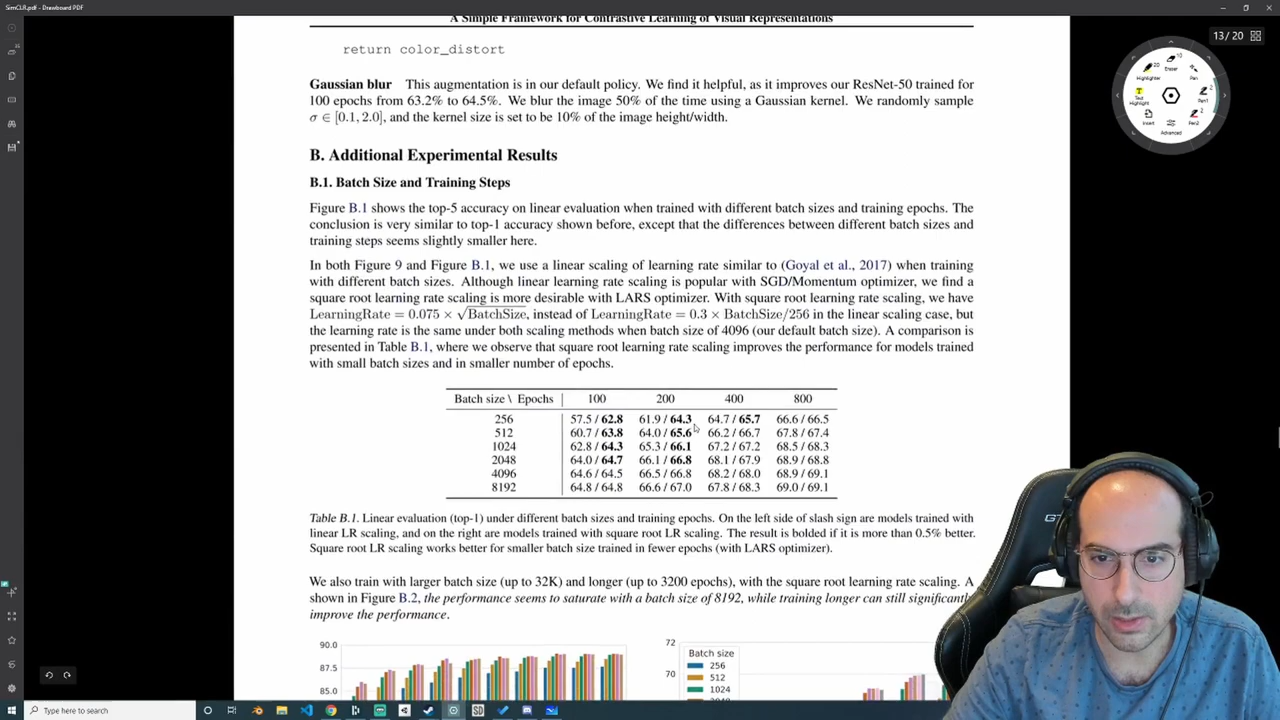 SimCLR.pdf - Drawboard PDF
A Simple Framework for Contrastive Learning of Visual Representations
13 / 20
return color_distort
Gaussian blur This augmentation is in our default policy. We find it helpful, as it improves our ResNet-50 trained for
100 epochs from 63.2% to 64.5%. We blur the image 50% of the time using a Gaussian kernel. We randomly sample
σ ∈ [0.1, 2.0], and the kernel size is set to be 10% of the image height/width.
B. Additional Experimental Results
B.1. Batch Size and Training Steps
Figure B.1 shows the top-5 accuracy on linear evaluation when trained with different batch sizes and training epochs. The
conclusion is very similar to top-1 accuracy shown before, except that the differences between different batch sizes and
training steps seems slightly smaller here.
In both Figure 9 and Figure B.1, we use a linear scaling of learning rate similar to (Goyal et al., 2017) when training
with different batch sizes. Although linear learning rate scaling is popular with SGD/Momentum optimizer, we find a
square root learning rate scaling is more desirable with LARS optimizer. With square root learning rate scaling, we have
LearningRate = 0.075 × √BatchSize, instead of LearningRate = 0.3 × BatchSize/256 in the linear scaling case, but
the learning rate is the same under both scaling methods when batch size of 4096 (our default batch size). A comparison is
presented in Table B.1, where we observe that square root learning rate scaling improves the performance for models trained
with small batch sizes and in smaller number of epochs.
Batch size \ Epochs 100 200 400 800
256 57.5 / 62.8 61.9 / 64.3 64.7 / 65.7 66.6 / 66.5
512 60.7 / 63.8 64.0 / 65.6 66.2 / 66.7 67.8 / 67.4
1024 62.8 / 64.3 65.3 / 66.1 67.2 / 67.2 68.5 / 68.3
2048 64.0 / 64.7 66.1 / 66.8 68.1 / 67.9 68.9 / 68.8
4096 64.6 / 64.5 66.5 / 66.8 68.2 / 68.0 68.9 / 69.1
8192 64.8 / 64.8 66.6 / 67.0 67.8 / 68.3 69.0 / 69.1
Table B.1. Linear evaluation (top-1) under different batch sizes and training epochs. On the left side of slash sign are models trained with
linear LR scaling, and on the right are models trained with square root LR scaling. The result is bolded if it is more than 0.5% better.
Square root LR scaling works better for smaller batch size trained in fewer epochs (with LARS optimizer).
We also train with larger batch size (up to 32K) and longer (up to 3200 epochs), with the square root learning rate scaling. A
shown in Figure B.2, the performance seems to saturate with a batch size of 8192, while training longer can still significantl
improve the performance.
90.0
87.5
85.0
72
70
Batch size
256
512
1024
Highlighter
Eraser
Pen
Text Highlight
Pen1
Insert
Pen2
Advanced
Type here to search